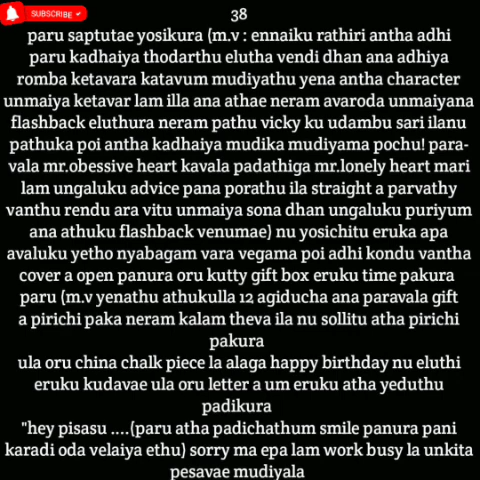 SUBSCRIBE
38
paru saptutae yosikura (m.v : ennaiku rathiri antha adhi
paru kadhaiya thodarthu elutha vendi dhan ana adhiya
romba ketavara katavum mudiyathu yena antha character
unmaiya ketavar lam illa ana athae neram avaroda unmaiyana
flashback eluthura neram pathu vicky ku udambu sari ilanu
pathuka poi antha kadhaiya mudika mudiyama pochu! para-
vala mr.obessive heart kavala padathiga mr.lonely heart mari
lam ungaluku advice pana porathu ila straight a parvathy
vanthu rendu ara vitu unmaiya sona dhan ungaluku puriyum
ana athuku flashback venumae) nu yosichitu eruka apa
avaluku yetho nyabagam vara vegama poi adhi kondu vantha
cover a open panura oru kutty gift box eruku time pakura
paru (m.v yenathu athukulla 12 agiducha ana paravala gift
a pirichi paka neram kalam theva ila nu sollitu atha pirichi
pakura
ula oru china chalk piece la alaga happy birthday nu eluthi
eruku kudavae ula oru letter a um eruku atha yeduthu
padikura
"hey pisasu ....(paru atha padichathum smile panura pani
karadi oda velaiya ethu) sorry ma epa lam work busy la unkita
pesavae mudiyala